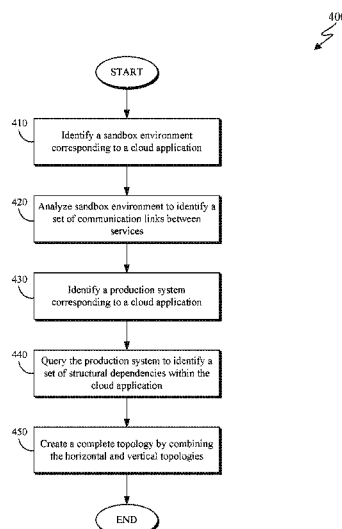 400
START
410
Identify a sandbox environment
corresponding to a cloud application
420
Analyze sandbox environment to identify a
set of communication links between
services
430
Identify a production system
corresponding to a cloud application
440
Query the production system to identify a
set of structural dependencies within the
cloud application
450
Create a complete topology by combining
the horizontal and vertical topologies
END